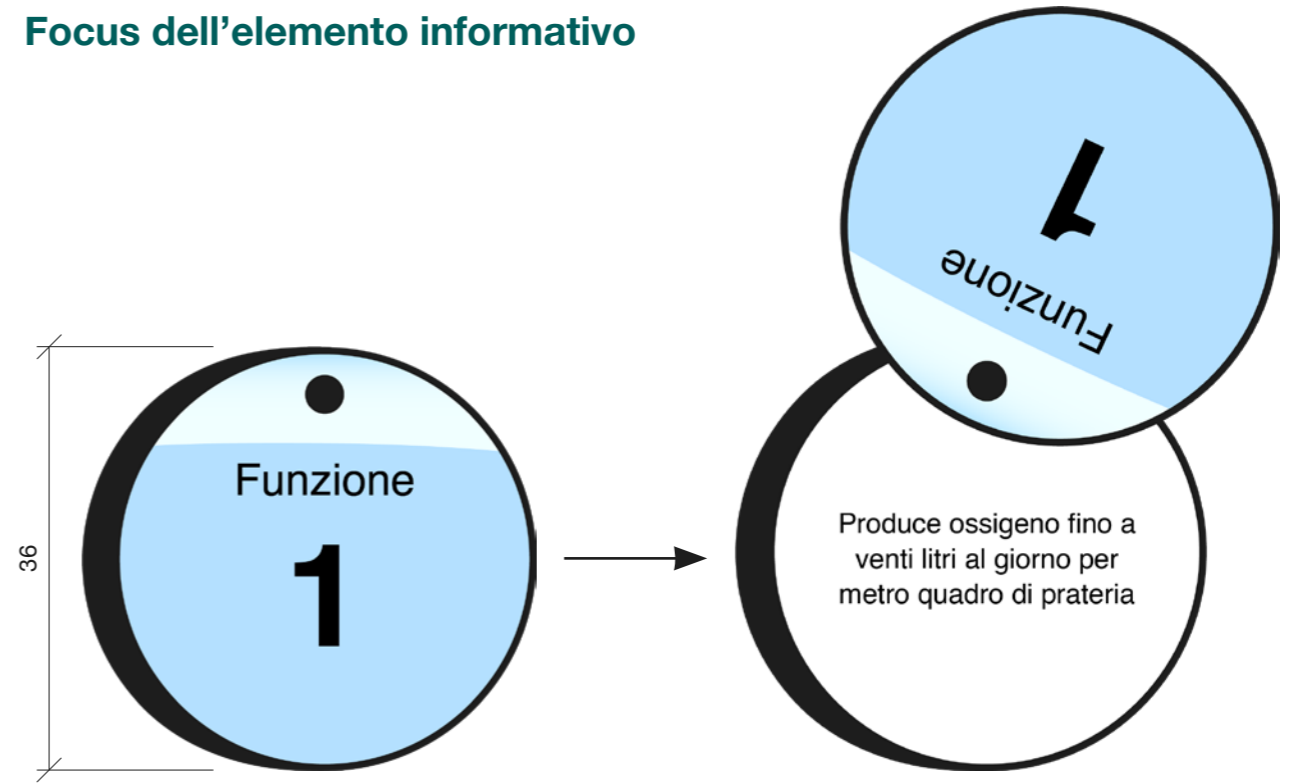 Focus dell’elemento informativo
36
Funzione
1
Funzione
1
Produce ossigeno fino a
venti litri al giorno per
metro quadro di prateria